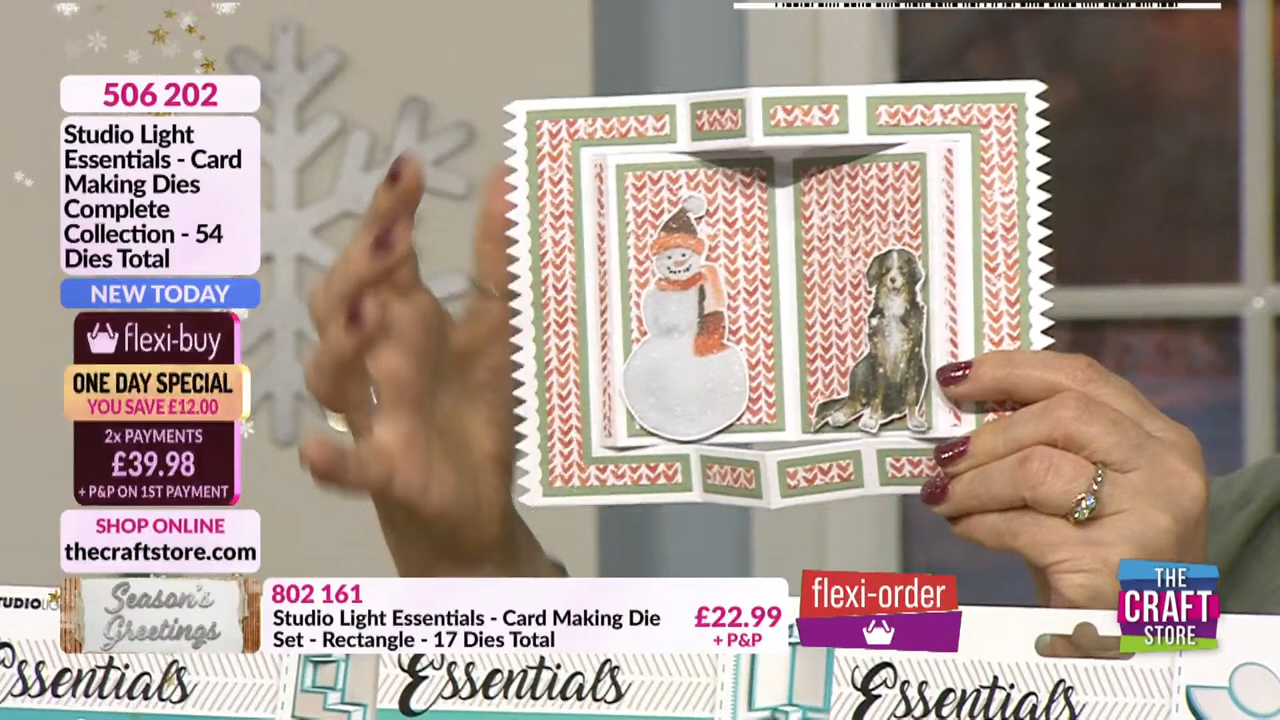 506 202
Studio Light
Essentials - Card
Making Dies
Complete
Collection - 54
Dies Total
NEW TODAY
flexi-buy
ONE DAY SPECIAL
YOU SAVE £12.00
2x PAYMENTS
£39.98
+ P&P ON 1ST PAYMENT
SHOP ONLINE
thecraftstore.com
Season's
Greetings
802 161
Studio Light Essentials - Card Making Die
Set - Rectangle - 17 Dies Total
£22.99
+ P&P
flexi-order
THE
CRAFT
STORE
Essentials
Essentials
Essentials